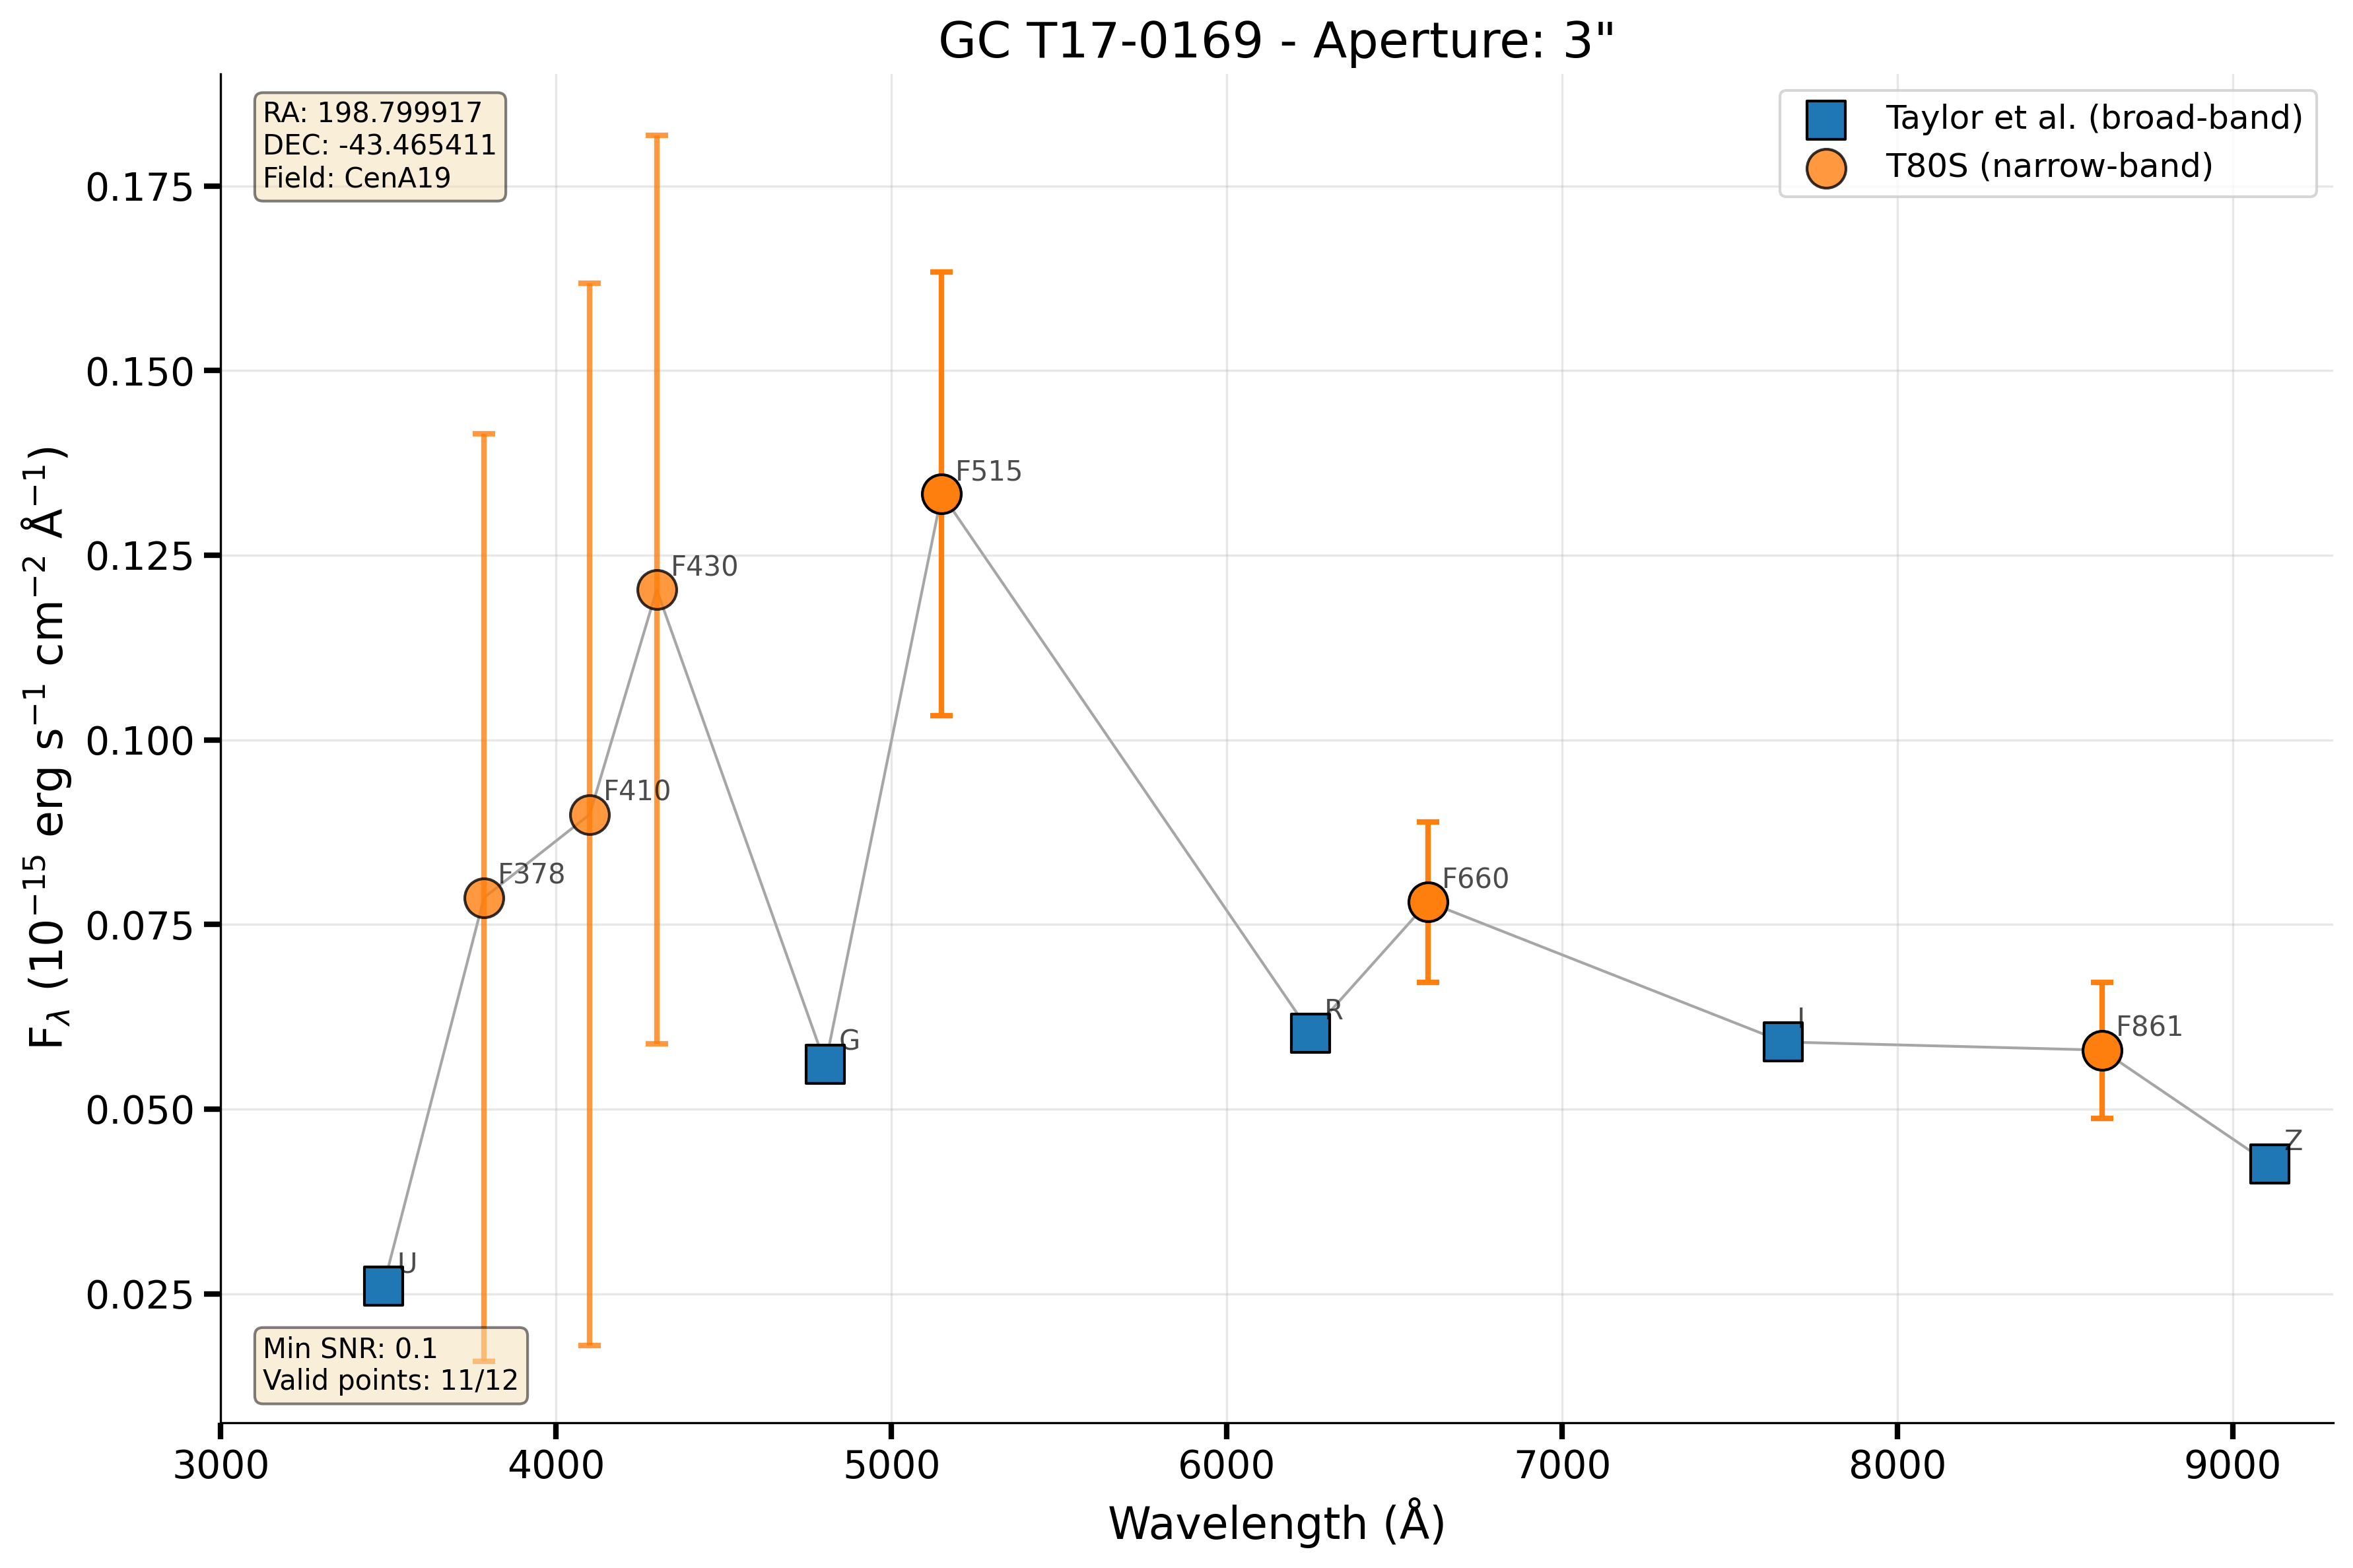 GC T17-0169 - Aperture: 3"
RA: 198.799917
DEC: -43.465411
Field: CenA19
Taylor et al. (broad-band)
T80S (narrow-band)
F_λ (10⁻¹⁵ erg s⁻¹ cm⁻² Å⁻¹)
0.175
0.150
0.125
0.100
0.075
0.050
0.025
F515
F430
F410
F378
F660
G
R
I
F861
Z
U
Min SNR: 0.1
Valid points: 11/12
3000 4000 5000 6000 7000 8000 9000
Wavelength (Å)